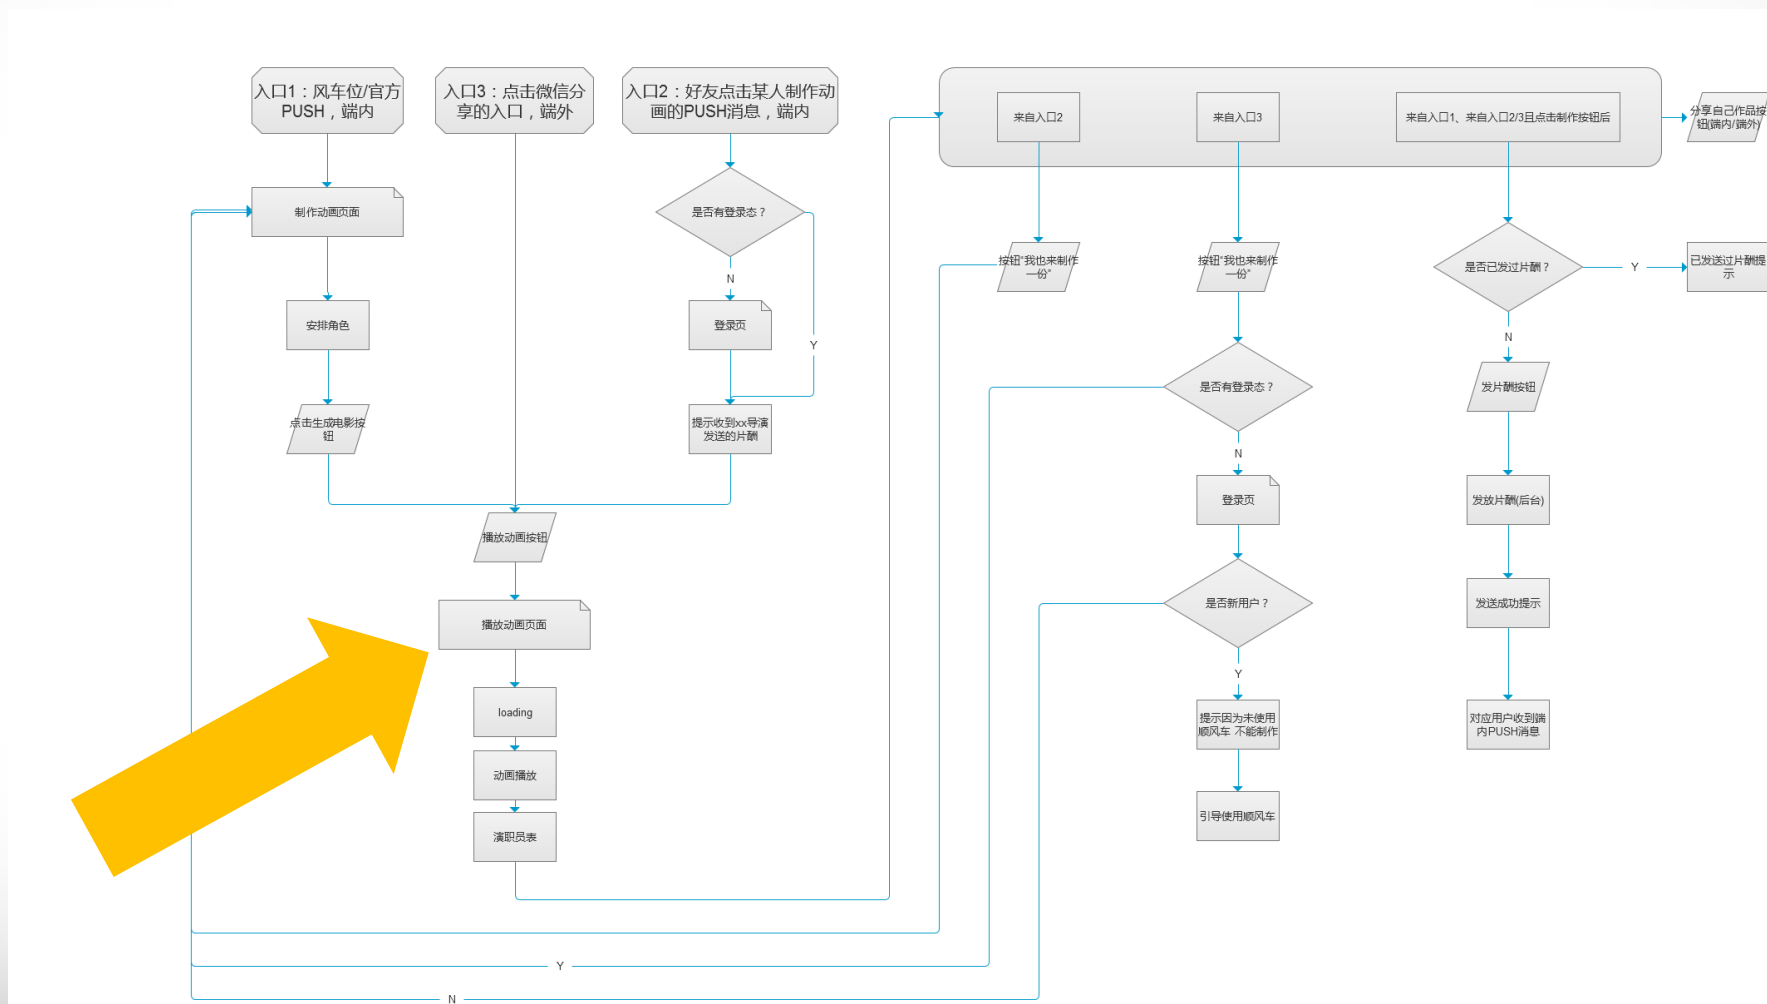 入口1：风车位/官方
PUSH，端内
入口3：点击微信分
享的入口，端外
入口2：好友点击某人制作动
画的PUSH消息，端内
来自入口2
来自入口3
来自入口1、来自入口2/3且点击制作按钮后
分享自己作品按
钮(端内/端外)
制作动画页面
是否有登录态？
N
Y
登录页
安排角色
点击生成电影按
钮
提示收到xx导演
发送的片酬
播放动画按钮
播放动画页面
loading
动画播放
演职员表
按钮“我也来制作
一份”
按钮“我也来制作
一份”
是否有登录态？
N
登录页
是否新用户？
Y
提示因为未使用
顺风车 不能制作
引导使用顺风车
是否已发过片酬？
Y
已发送过片酬提
示
N
发片酬按钮
发放片酬(后台)
发送成功提示
对应用户收到端
内PUSH消息
Y
N